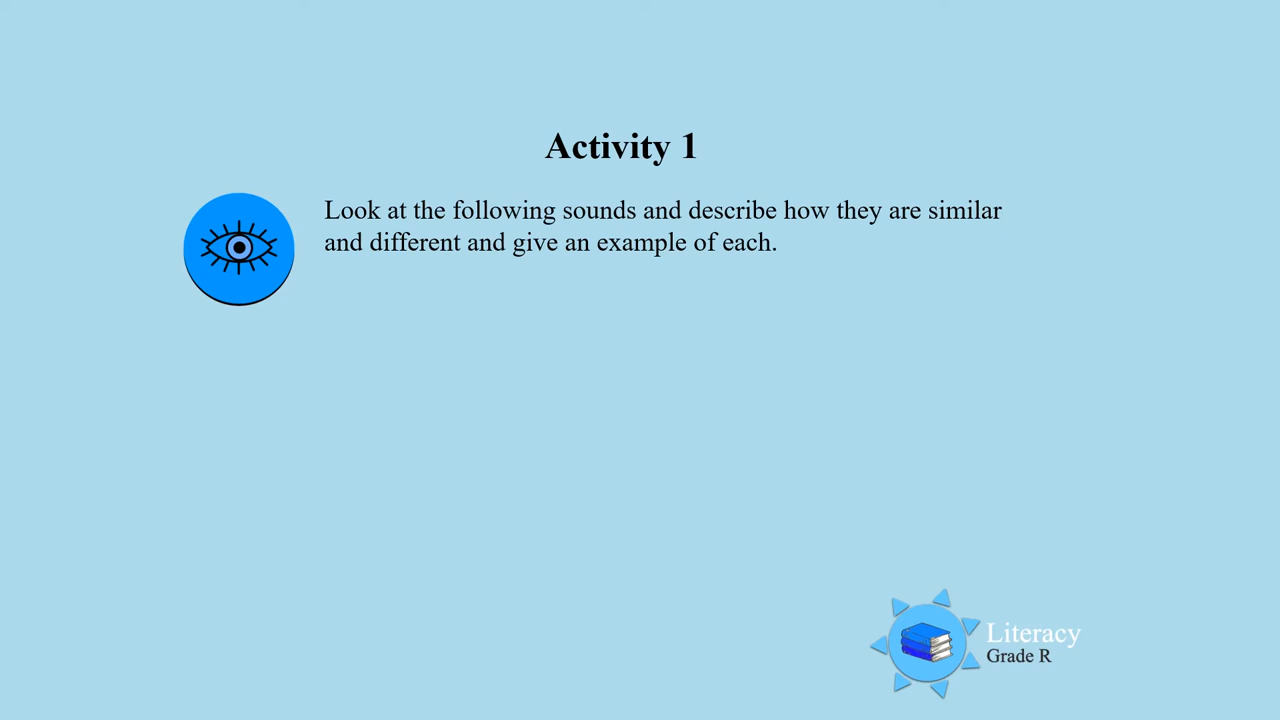 Activity 1
Look at the following sounds and describe how they are similar
and different and give an example of each.
Literacy
Grade R